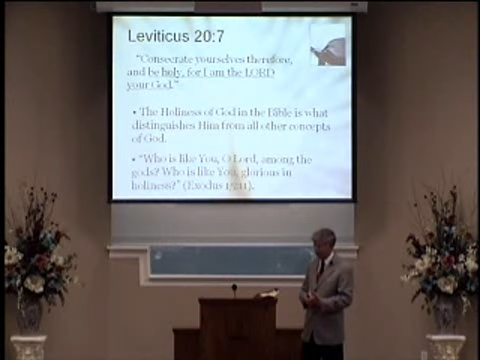 Leviticus 20:7
"Consecrate yourselves therefore,
and be holy, for I am the LORD
your God."
• The Holiness of God in the Bible is what
distinguishes Him from all other concepts
of God.
• "Who is like You, O Lord, among the
gods? Who is like You, glorious in
holiness?" (Exodus 15:11).